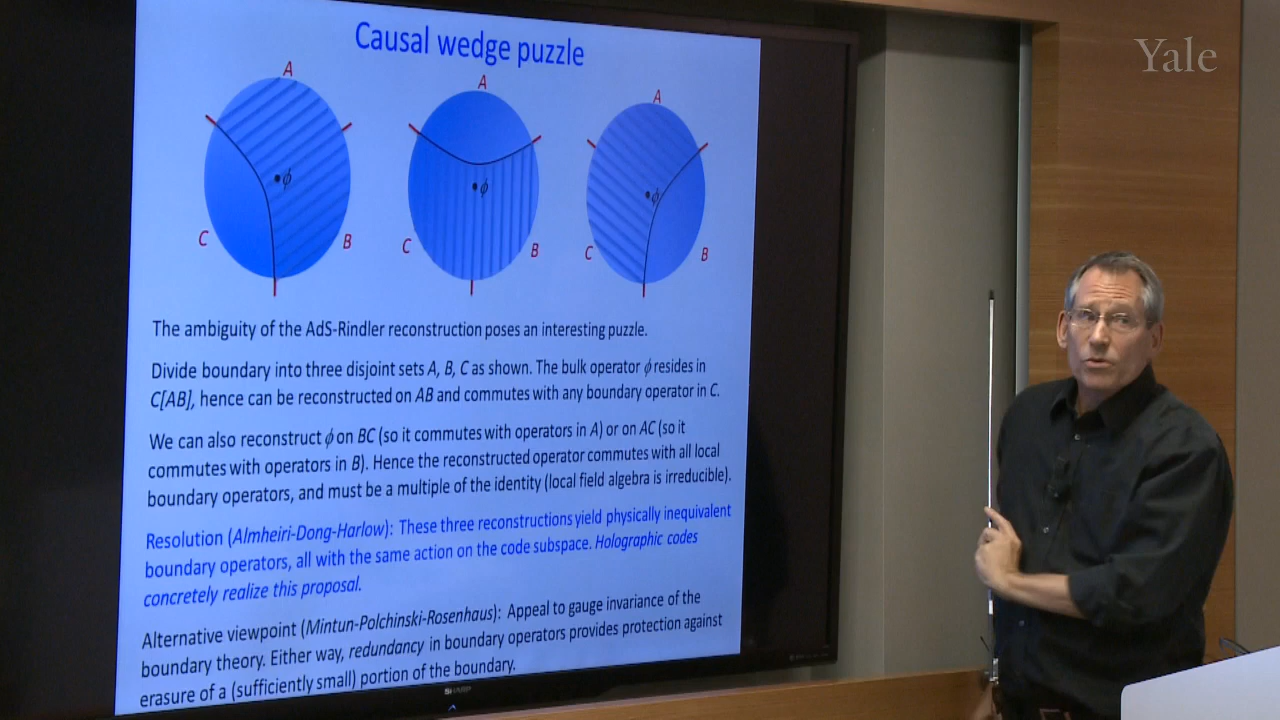 Yale
Causal wedge puzzle
A
A
A
ϕ
ϕ
ϕ
C
B
C
B
C
B
The ambiguity of the AdS-Rindler reconstruction poses an interesting puzzle.
Divide boundary into three disjoint sets A, B, C as shown. The bulk operator ϕ resides in
C[AB], hence can be reconstructed on AB and commutes with any boundary operator in C.
We can also reconstruct ϕ on BC (so it commutes with operators in A) or on AC (so it
commutes with operators in B). Hence the reconstructed operator commutes with all local
boundary operators, and must be a multiple of the identity (local field algebra is irreducible).
Resolution (Almheiri-Dong-Harlow): These three reconstructions yield physically inequivalent
boundary operators, all with the same action on the code subspace. Holographic codes
concretely realize this proposal.
Alternative viewpoint (Mintun-Polchinski-Rosenhaus): Appeal to gauge invariance of the
boundary theory. Either way, redundancy in boundary operators provides protection against
erasure of a (sufficiently small) portion of the boundary.
SHARP